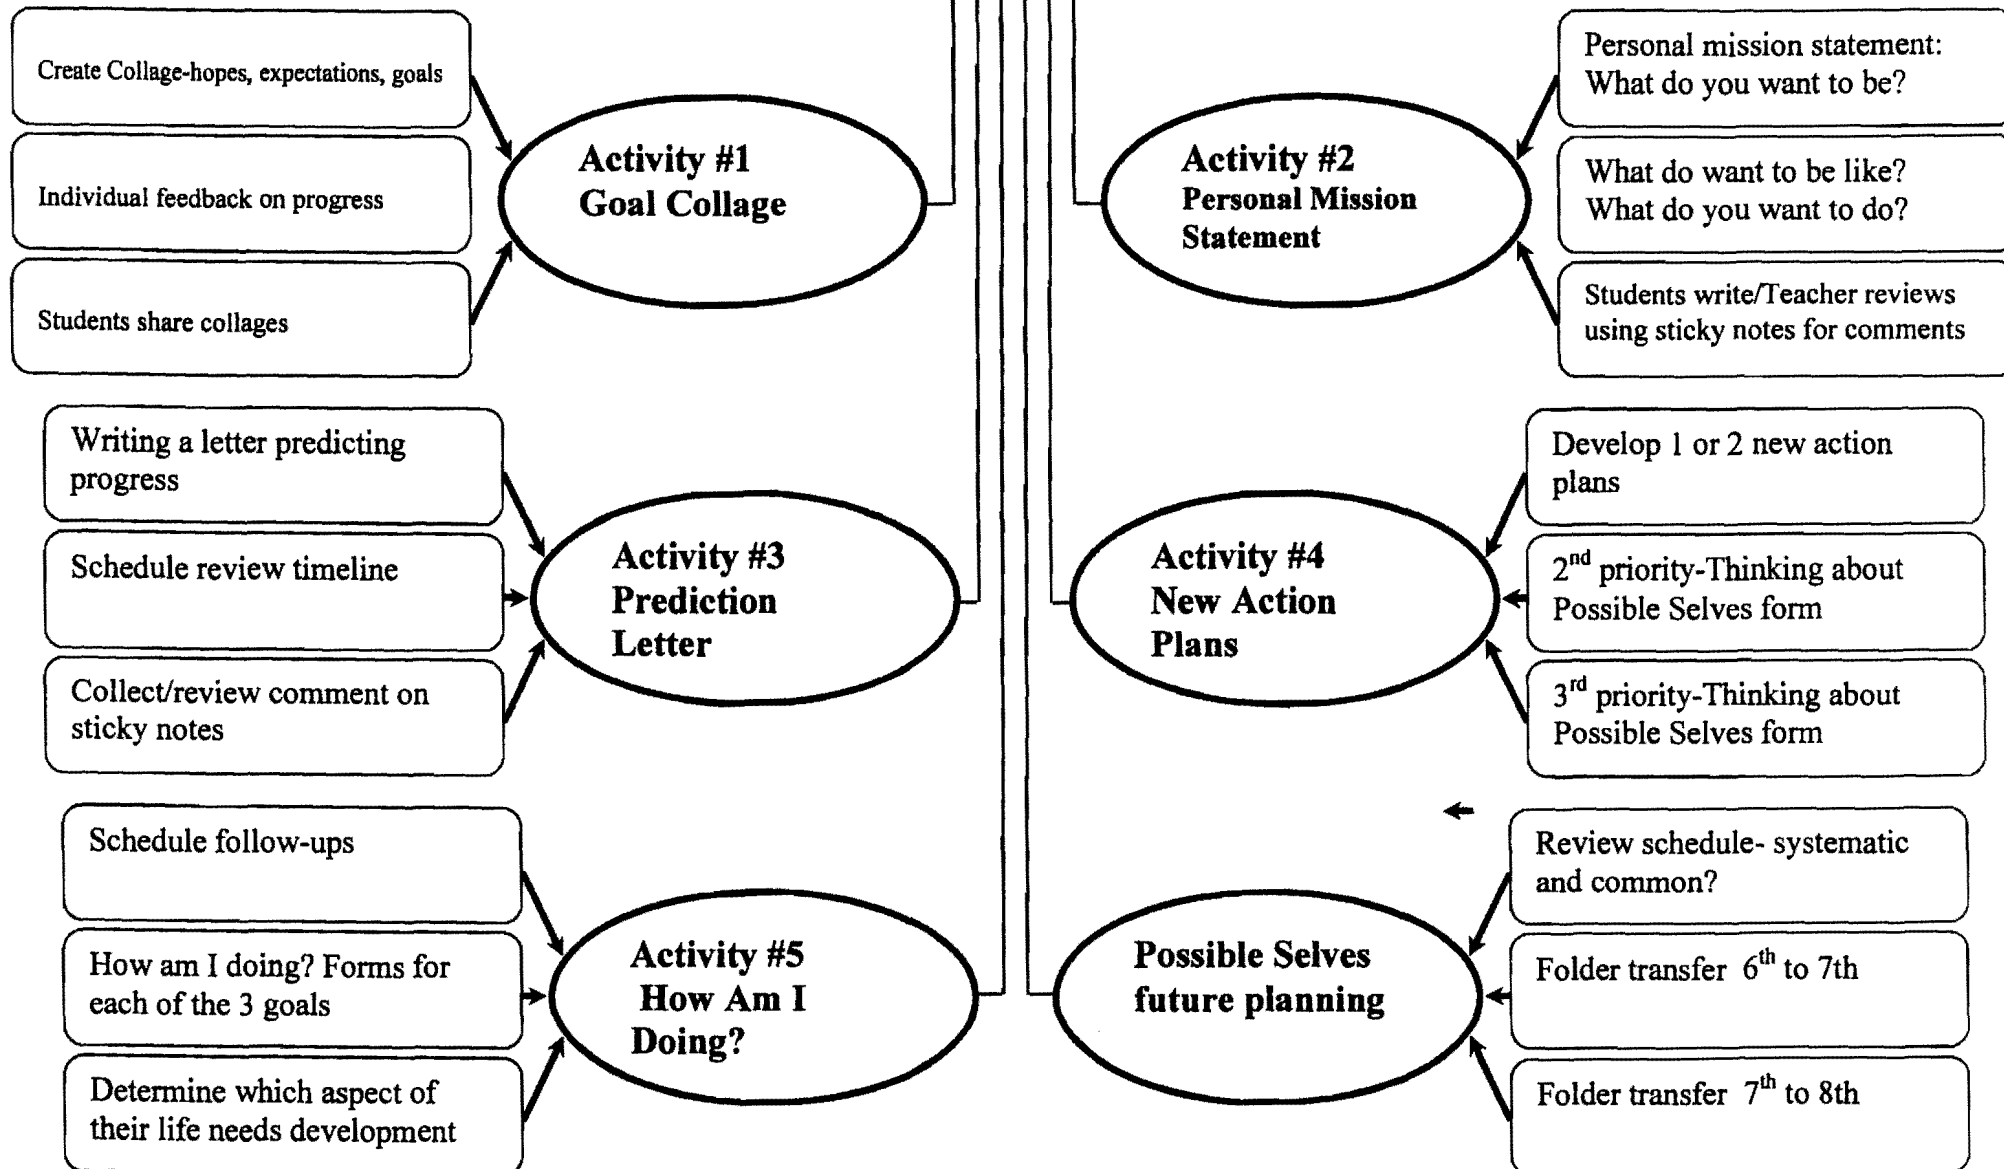 Create Collage-hopes, expectations, goals
Individual feedback on progress
Students share collages
Activity #1
Goal Collage
Activity #2
Personal Mission
Statement
Personal mission statement:
What do you want to be?
What do want to be like?
What do you want to do?
Students write/Teacher reviews
using sticky notes for comments
Writing a letter predicting
progress
Schedule review timeline
Collect/review comment on
sticky notes
Activity #3
Prediction
Letter
Activity #4
New Action
Plans
Develop 1 or 2 new action
plans
2nd priority-Thinking about
Possible Selves form
3rd priority-Thinking about
Possible Selves form
Schedule follow-ups
How am I doing? Forms for
each of the 3 goals
Determine which aspect of
their life needs development
Activity #5
How Am I
Doing?
Possible Selves
future planning
Review schedule- systematic
and common?
Folder transfer 6th to 7th
Folder transfer 7th to 8th